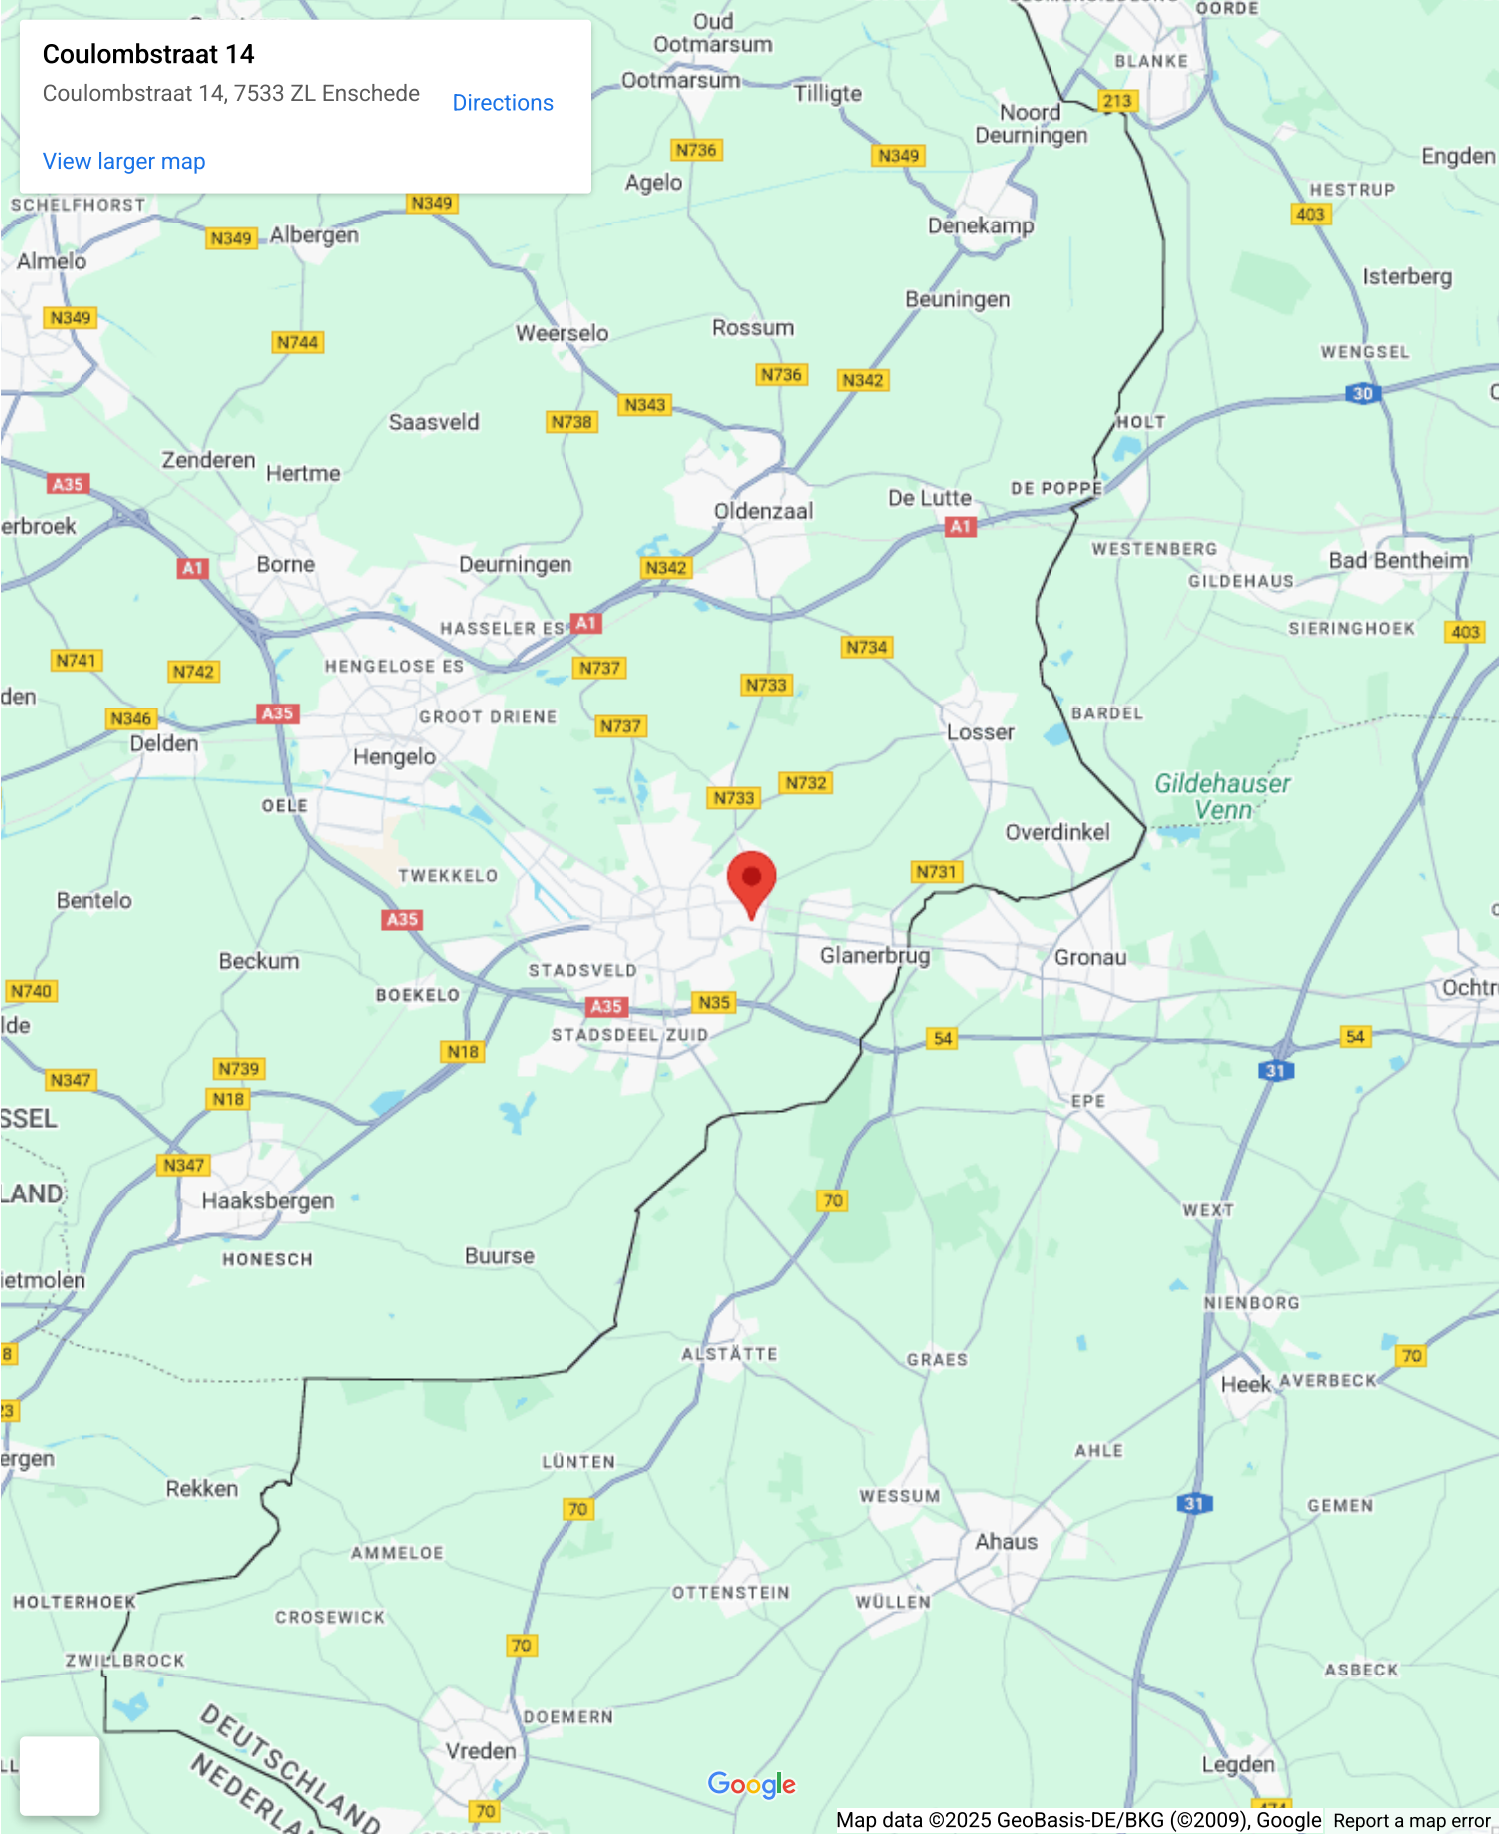 Coulombstraat 14
Coulombstraat 14, 7533 ZL Enschede
Directions
View larger map
OORDE
Oud
Ootmarsum
Ootmarsum
Tilligte
BLANKE
213
Noord
Deurningen
N736
N349
Engden
Agelo
HESTRUP
SCHELFHORST
N349
403
N349
Albergen
Denekamp
Almelo
Isterberg
Beuningen
N349
N744
Weerselo
Rossum
WENGSEL
N736
N342
30
N343
Saasveld
N738
HOLT
Zenderen
Hertme
A35
De Lutte
DE POPPE
Oldenzaal
erbroek
A1
WESTENBERG
Borne
Deurningen
N342
A1
Bad Bentheim
GILDEHAUS
HASSELER ES
A1
SIERINGHOEK
403
N741
N742
HENGELOSE ES
N737
N734
N733
den
N346
A35
GROOT DRIENE
N737
BARDEL
Delden
Hengelo
Losser
N732
Gildehauser
Venn
N733
OELE
Overdinkel
TWEKKELO
N731
Bentelo
A35
Beckum
STADSVELD
Glanerbrug
Gronau
N740
BOEKELO
A35
N35
Ochtr
lde
STADSDEEL ZUID
54
54
N18
N739
31
N347
N18
EPE
SSEL
N347
LAND
Haaksbergen
70
WEXT
HONESCH
Buurse
ietmolen
NIENBORG
8
ALSTÄTTE
GRAES
70
Heek
AVERBECK
23
ergen
LÜNTEN
AHLE
Rekken
WESSUM
70
31
GEMEN
AMMELOE
Ahaus
OTTENSTEIN
HOLTERHOEK
CROSEWICK
WÜLLEN
70
ZWILLBROCK
ASBECK
DOEMERN
DEUTSCHLAND
NEDERLAN
Vreden
Legden
70
Google
Map data ©2025 GeoBasis-DE/BKG (©2009), Google
Report a map error